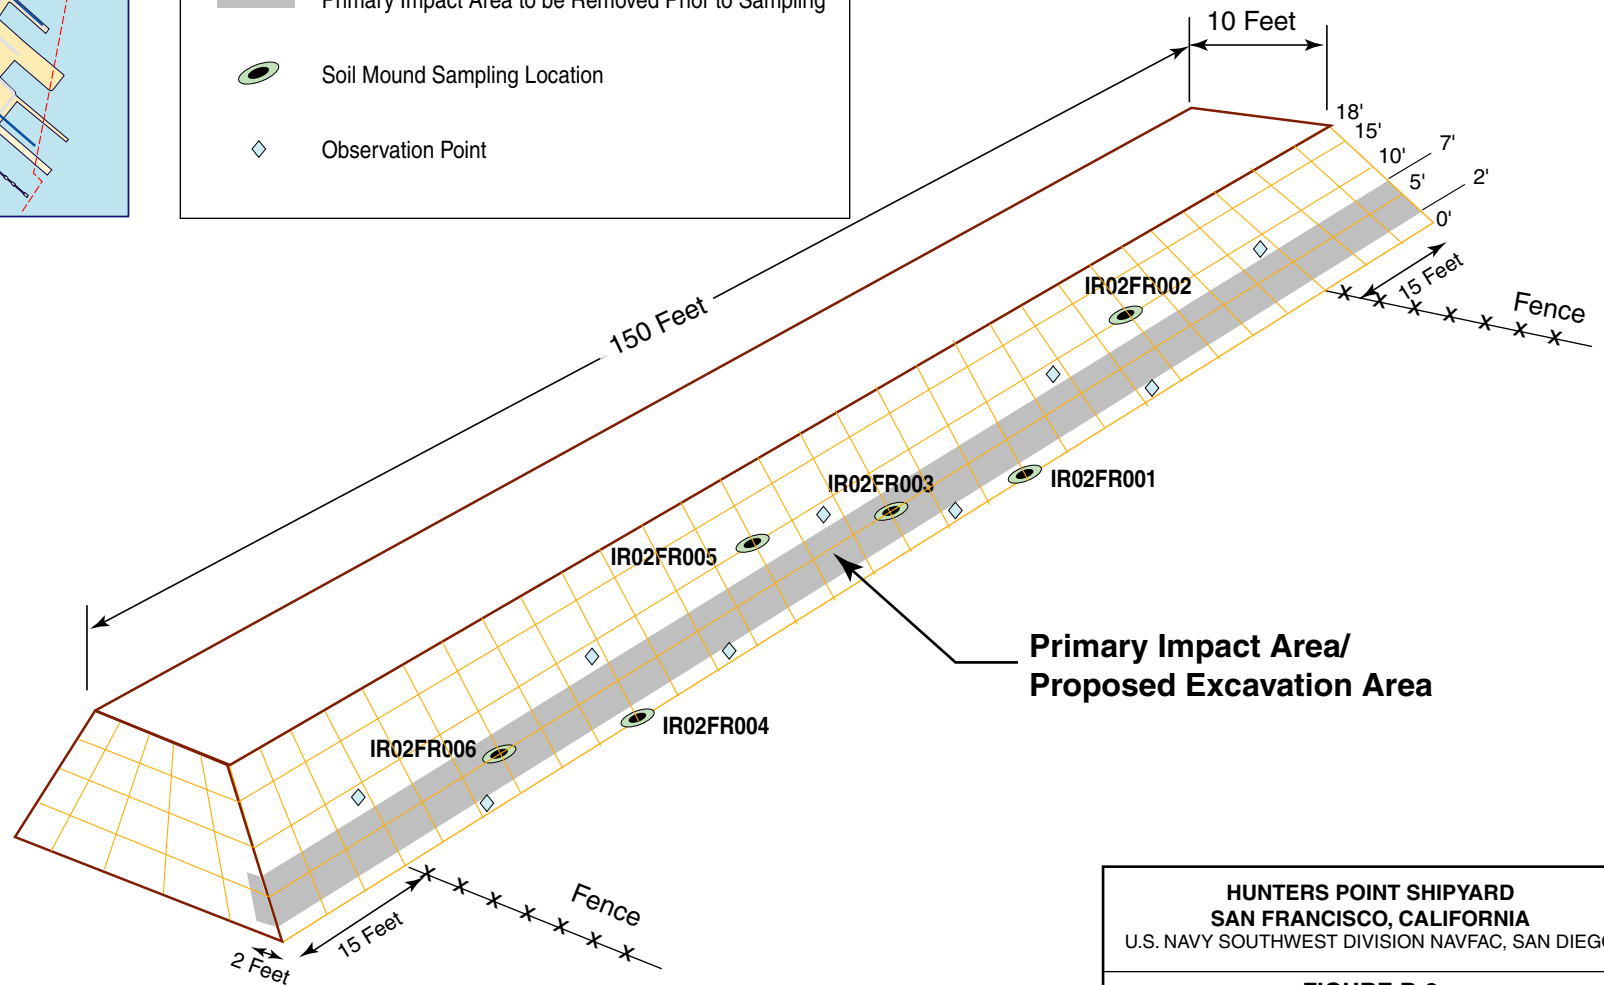 Primary Impact Area to be Removed Prior to Sampling
Soil Mound Sampling Location
Observation Point
10 Feet
18'
15'
10'
7'
5'
2'
0'
15 Feet
Fence
150 Feet
IR02FR002
IR02FR003
IR02FR001
IR02FR005
Primary Impact Area/
Proposed Excavation Area
IR02FR004
IR02FR006
Fence
15 Feet
2 Feet
HUNTERS POINT SHIPYARD
SAN FRANCISCO, CALIFORNIA
U.S. NAVY SOUTHWEST DIVISION NAVFAC, SAN DIEGO